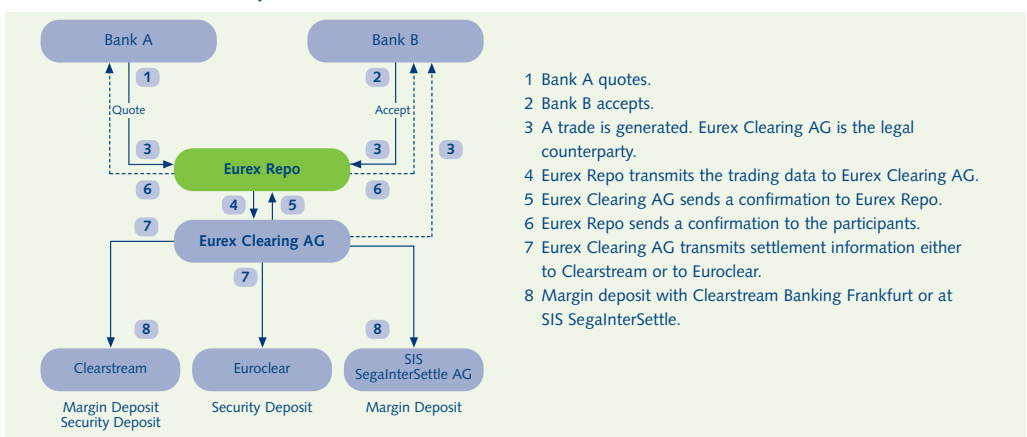 Bank A
Bank B
1
2
Quote
Accept
3
3
3
Eurex Repo
6
6
4
5
7
Eurex Clearing AG
7
8
8
Clearstream
Euroclear
SIS
SegaInterSettle AG
Margin Deposit
Security Deposit
Security Deposit
Margin Deposit
1 Bank A quotes.
2 Bank B accepts.
3 A trade is generated. Eurex Clearing AG is the legal
counterparty.
4 Eurex Repo transmits the trading data to Eurex Clearing AG.
5 Eurex Clearing AG sends a confirmation to Eurex Repo.
6 Eurex Repo sends a confirmation to the participants.
7 Eurex Clearing AG transmits settlement information either
to Clearstream or to Euroclear.
8 Margin deposit with Clearstream Banking Frankfurt or at
SIS SegaInterSettle.